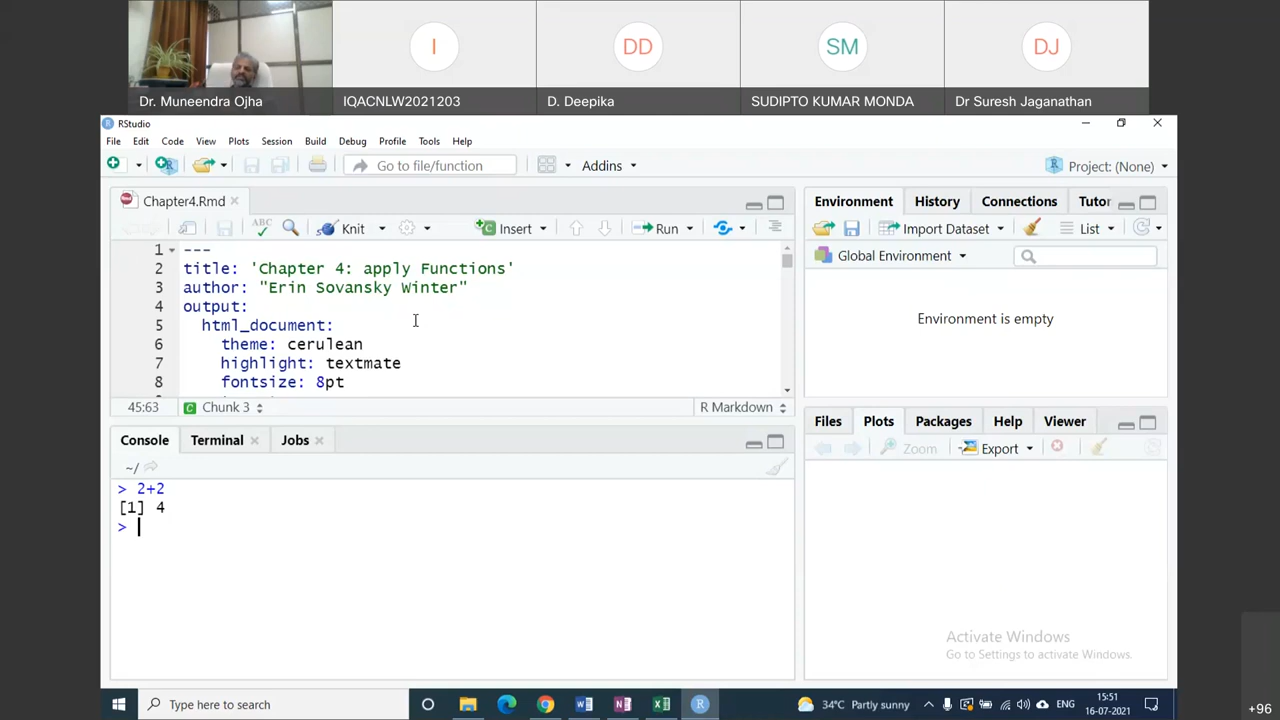 I
DD
SM
DJ
Dr. Muneendra Ojha
IQACNLW2021203
D. Deepika
SUDIPTO KUMAR MONDA
Dr Suresh Jaganathan
RStudio
File Edit Code View Plots Session Build Debug Profile Tools Help
Go to file/function
Addins
Project: (None)
Chapter4.Rmd
Environment History Connections Tutor
ABC
Knit
Insert
Run
Import Dataset
List
Global Environment
1 ---
2 title: 'Chapter 4: apply Functions'
3 author: "Erin Sovansky Winter"
4 output:
5 html_document:
6 theme: cerulean
7 highlight: textmate
8 fontsize: 8pt
Environment is empty
45:63
Chunk 3
R Markdown
Files Plots Packages Help Viewer
Console Terminal Jobs
Zoom
Export
~/
> 2+2
[1] 4
>
Activate Windows
Go to Settings to activate Windows.
Type here to search
34°C Partly sunny
ENG
15:51
16-07-2021
+96